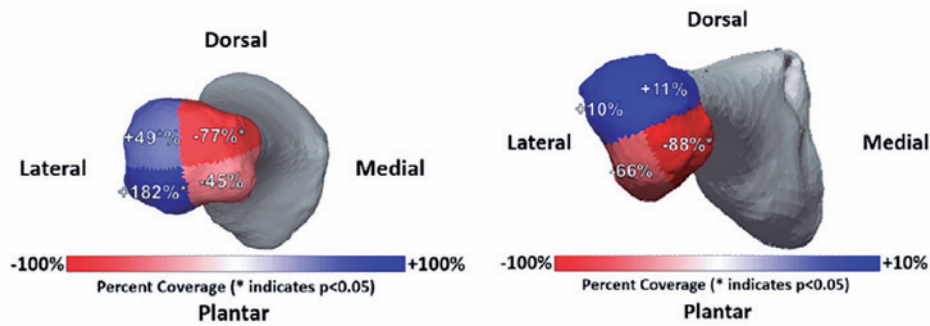 Dorsal
+49*%
-77%*
Lateral
Medial
+182%*
-45%
-100%
+100%
Percent Coverage (* indicates p<0.05)
Plantar
Dorsal
+11%
+10%
Lateral
-88%*
Medial
-66%
-100%
+10%
Percent Coverage (* indicates p<0.05)
Plantar